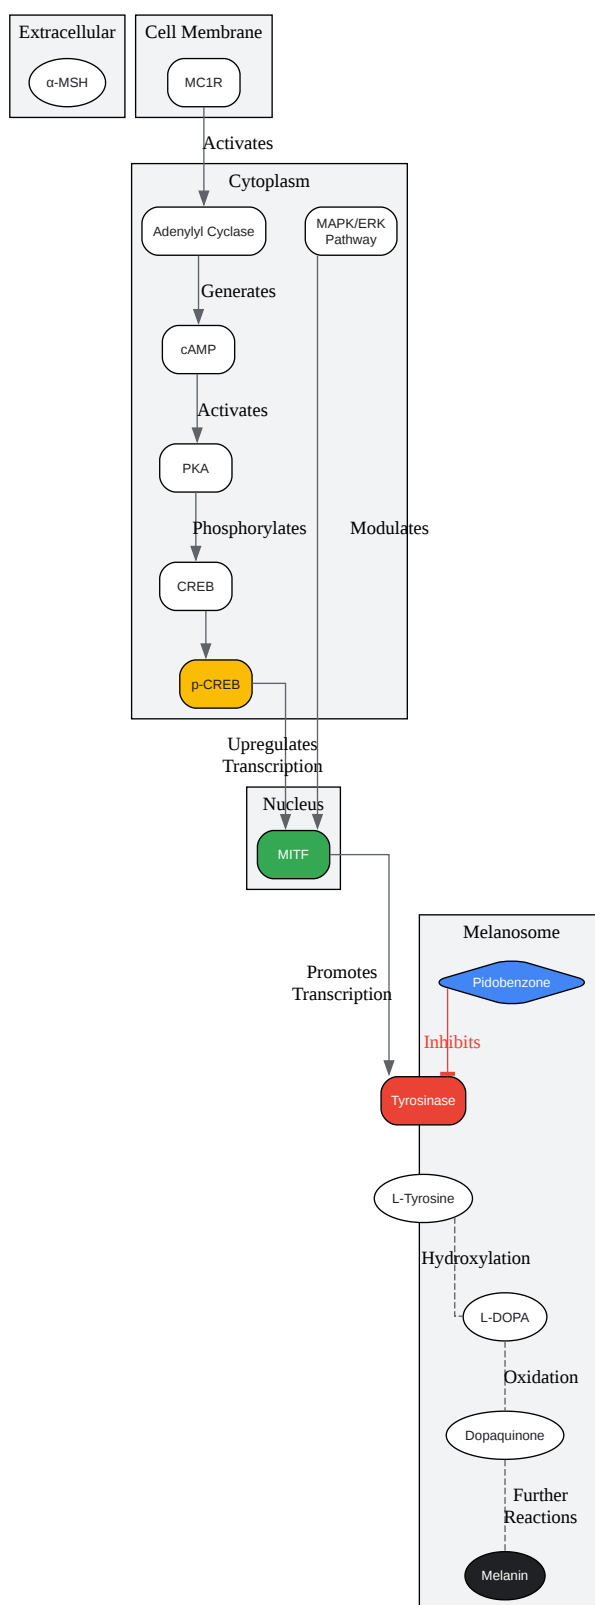 Extracellular
α-MSH
Cell Membrane
MC1R
Activates
Cytoplasm
Adenylyl Cyclase
MAPK/ERK
Pathway
Generates
cAMP
Activates
PKA
Phosphorylates
Modulates
CREB
p-CREB
Upregulates
Transcription
Nucleus
MITF
Melanosome
Promotes
Transcription
Pidobenzone
Inhibits
Tyrosinase
L-Tyrosine
Hydroxylation
L-DOPA
Oxidation
Dopaquinone
Further
Reactions
Melanin